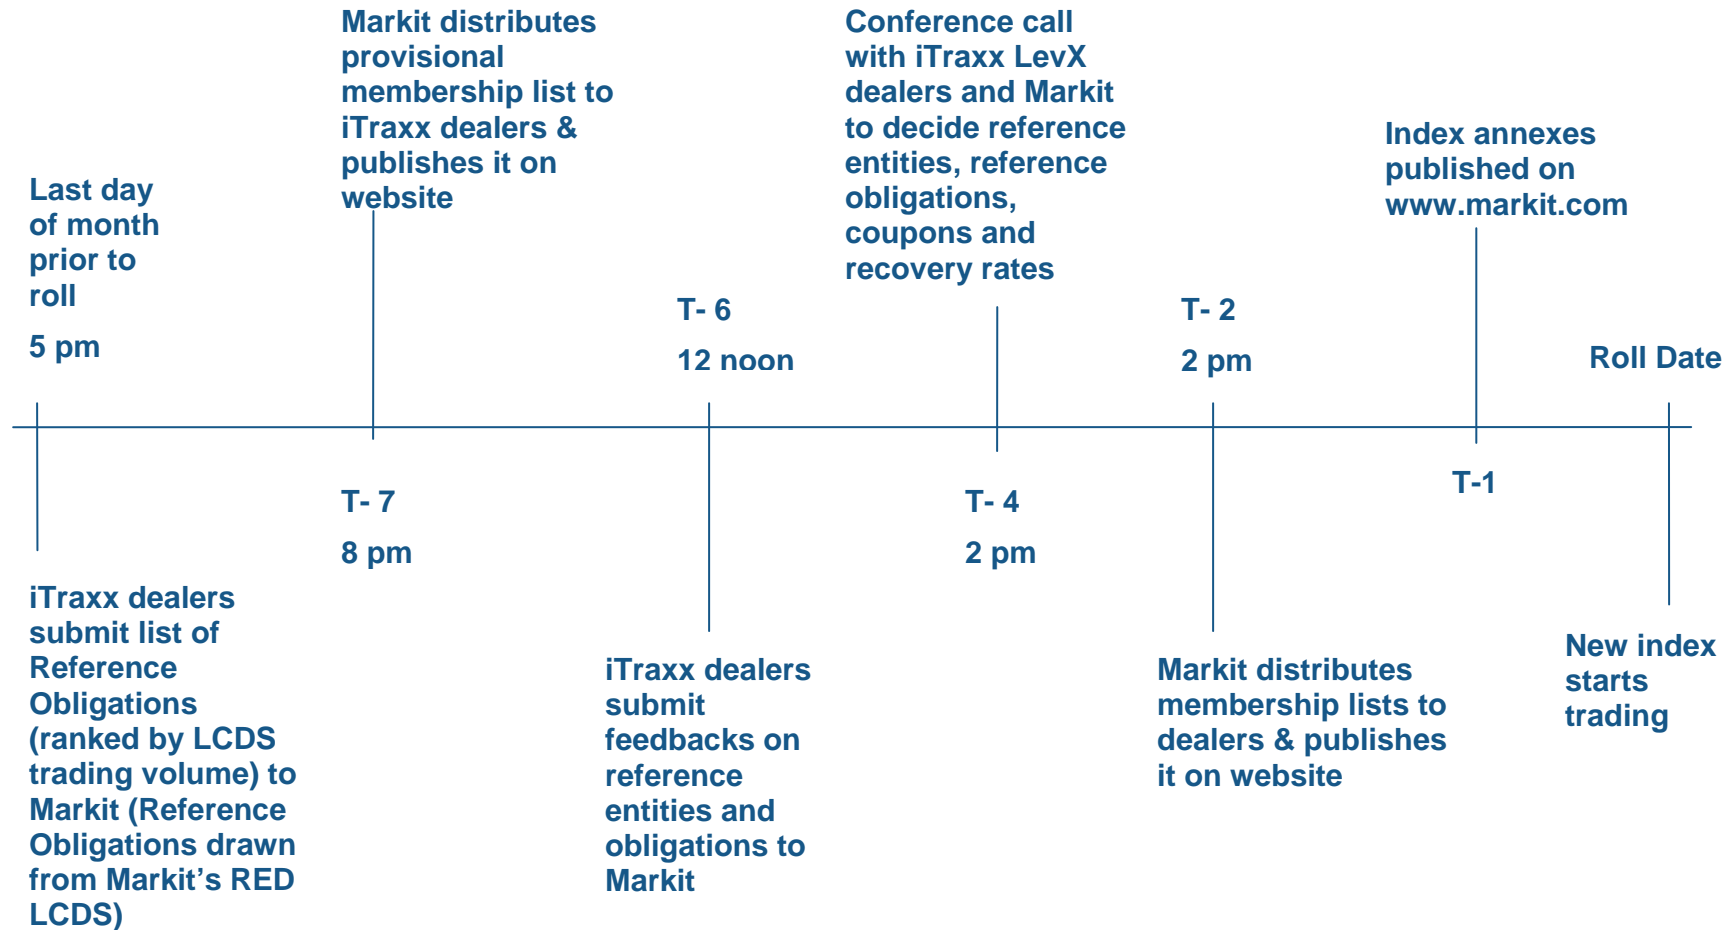 Last day
of month
prior to
roll
5 pm
iTraxx dealers
submit list of
Reference
Obligations
(ranked by LCDS
trading volume) to
Markit (Reference
Obligations drawn
from Markit’s RED
LCDS)
Markit distributes
provisional
membership list to
iTraxx dealers &
publishes it on
website
T- 7
8 pm
T- 6
12 noon
iTraxx dealers
submit
feedbacks on
reference
entities and
obligations to
Markit
Conference call
with iTraxx LevX
dealers and Markit
to decide reference
entities, reference
obligations,
coupons and
recovery rates
T- 4
2 pm
T- 2
2 pm
Markit distributes
membership lists to
dealers & publishes
it on website
Index annexes
published on
www.markit.com
T-1
Roll Date
New index
starts
trading